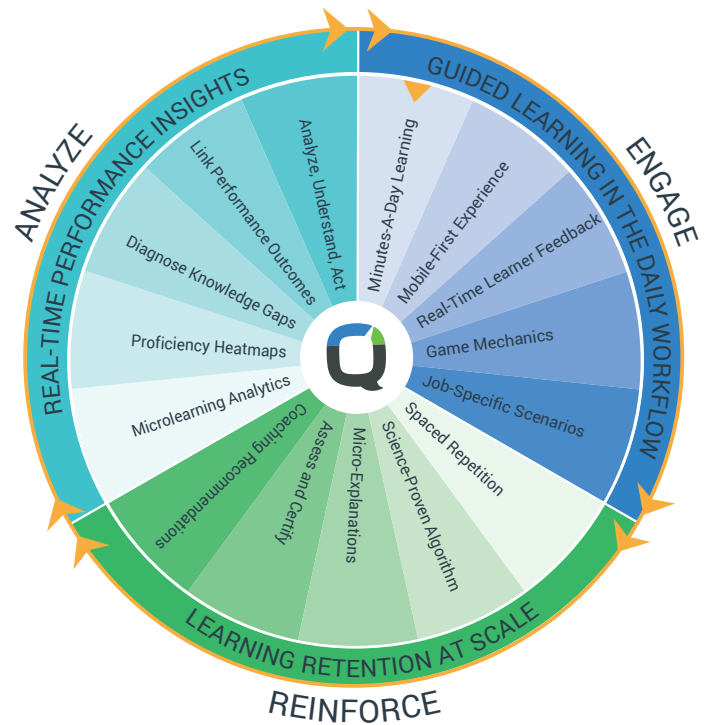 ENGAGE
GUIDED LEARNING IN THE DAILY WORKFLOW
Minutes-A-Day Learning
Mobile-First Experience
Real-Time Learner Feedback
Game Mechanics
Job-Specific Scenarios
REINFORCE
LEARNING RETENTION AT SCALE
Spaced Repetition
Science-Proven Algorithm
Micro-Explanations
Assess and Certify
Coaching Recommendations
ANALYZE
REAL-TIME PERFORMANCE INSIGHTS
Microlearning Analytics
Proficiency Heatmaps
Diagnose Knowledge Gaps
Link Performance Outcomes
Analyze, Understand, Act